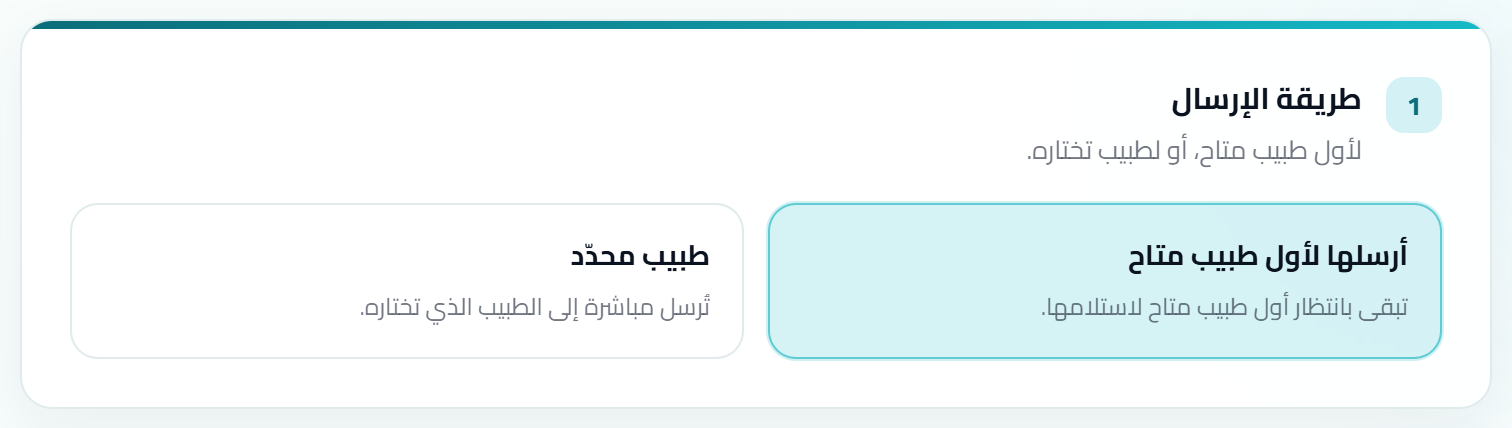 1
طريقة الإرسال
لأول طبيب متاح، أو لطبيب تختاره.
أرسلها لأول طبيب متاح
تبقى بانتظار أول طبيب متاح لاستلامها.
طبيب محدّد
تُرسل مباشرة إلى الطبيب الذي تختاره.